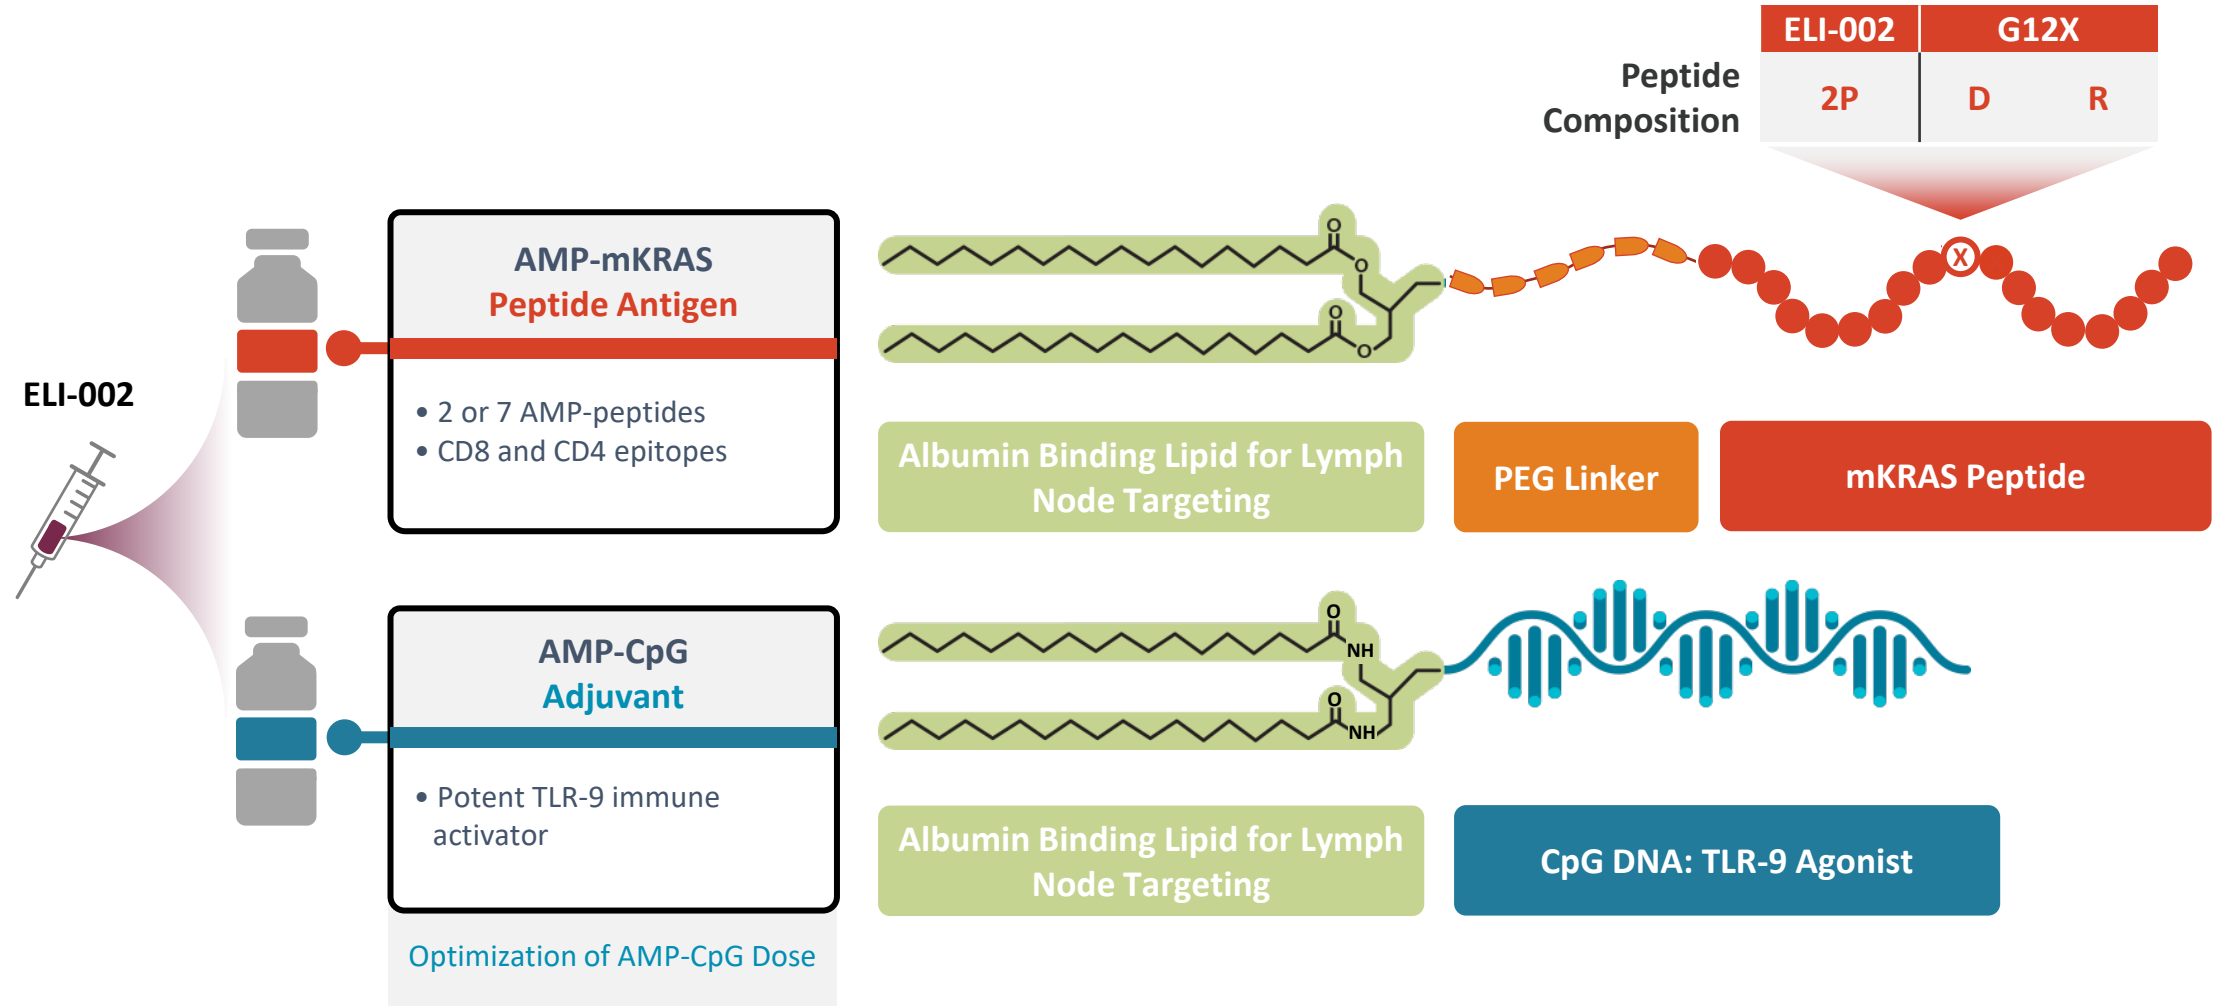 ELI-002 G12X
Peptide
Composition
2P D R
X
AMP-mKRAS
Peptide Antigen
• 2 or 7 AMP-peptides
• CD8 and CD4 epitopes
O
O
O
O
ELI-002
Albumin Binding Lipid for Lymph
Node Targeting
PEG Linker
mKRAS Peptide
AMP-CpG
Adjuvant
• Potent TLR-9 immune
activator
O
NH
O
NH
Albumin Binding Lipid for Lymph
Node Targeting
CpG DNA: TLR-9 Agonist
Optimization of AMP-CpG Dose